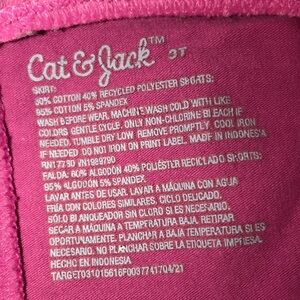 Cat & Jack™ 3T
SKIRT:
60% COTTON 40% RECYCLED POLYESTER SHORTS:
95% COTTON 5% SPANDEX
WASH BEFORE WEAR. MACHINE WASH COLD WITH LIKE
COLORS GENTLE CYCLE. ONLY NON-CHLORINE BLEACH IF
NEEDED. TUMBLE DRY LOW. REMOVE PROMPTLY. COOL IRON
IF NEEDED. DO NOT IRON ON PRINT LABEL. MADE IN INDONESIA
RN17730 VN1989790
FALDA: 60% ALGODÓN 40% POLIÉSTER RECICLADO SHORTS:
95% ALGODÓN 5% SPANDEX
LAVAR ANTES DE USAR. LAVAR A MÁQUINA CON AGUA
FRÍA CON COLORES SIMILARES, CICLO DELICADO.
SOLO BLANQUEADOR SIN CLORO SI ES NECESARIO.
SECAR A MÁQUINA A TEMPERATURA BAJA. RETIRAR
OPORTUNAMENTE. PLANCHAR A TEMPERATURA BAJA SI ES
NECESARIO. NO PLANCHAR SOBRE LA ETIQUETA IMPRESA.
HECHO EN INDONESIA